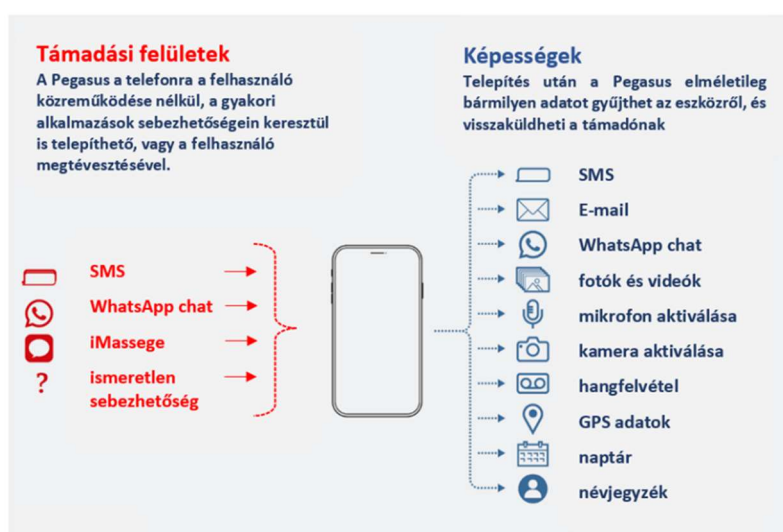 Támadási felületek
A Pegasus a telefonra a felhasználó
közreműködése nélkül, a gyakori
alkalmazások sebezhetőségein keresztül
is telepíthető, vagy a felhasználó
megtévesztésével.
SMS
WhatsApp chat
iMassege
?
ismeretlen
sebezhetőség
Képességek
Telepítés után a Pegasus elméletileg
bármilyen adatot gyűjthet az eszközről, és
visszaküldheti a támadónak
SMS
E-mail
WhatsApp chat
fotók és videók
mikrofon aktiválása
kamera aktiválása
hangfelvétel
GPS adatok
naptár
névjegyzék